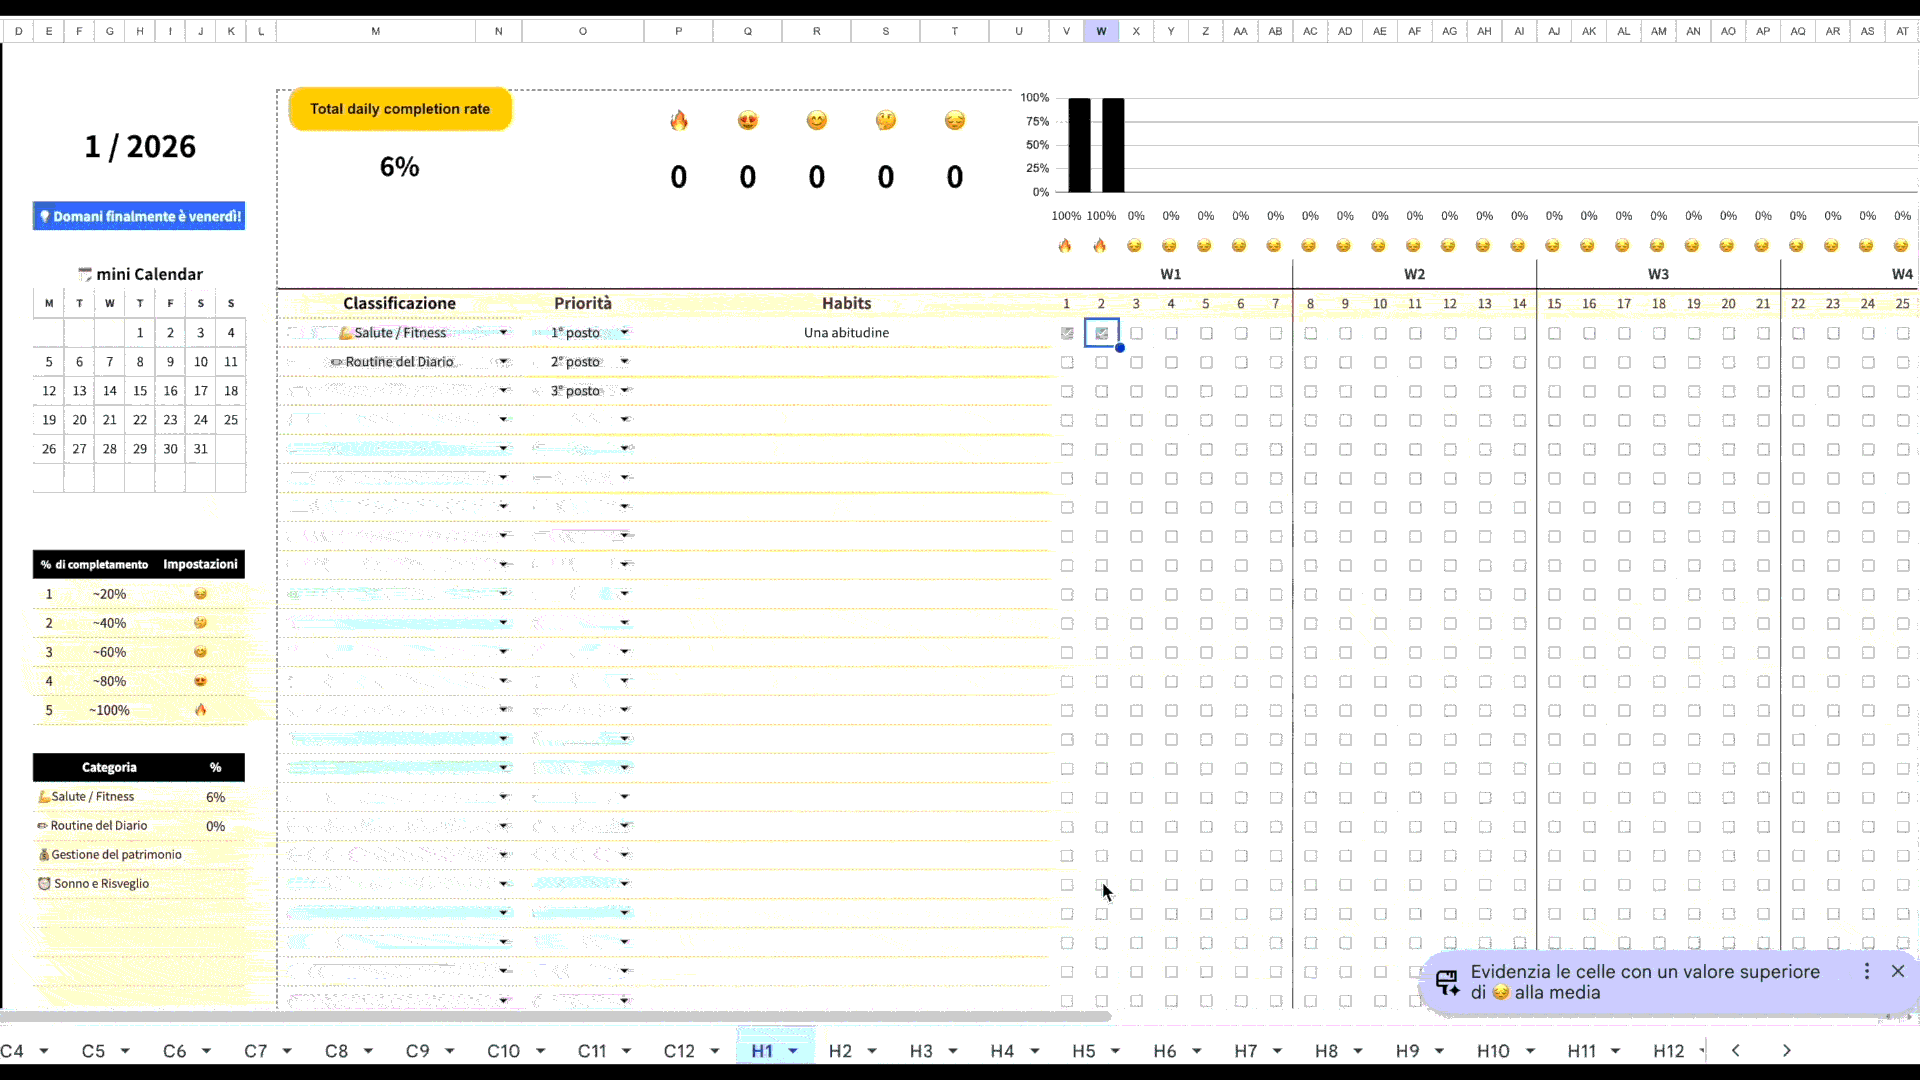 D E F G H I J K L M N O P Q R S T U V W X Y Z AA AB AC AD AE AF AG AH AI AJ AK AL AM AN AO AP AQ AR AS AT
Total daily completion rate
6%
🔥 😍 😊 🤔 😔
0 0 0 0 0
1 / 2026
💡 Domani finalmente è venerdì!
mini Calendar
M T W T F S S
1 2 3 4
5 6 7 8 9 10 11
12 13 14 15 16 17 18
19 20 21 22 23 24 25
26 27 28 29 30 31
% di completamento Impostazioni
1 ~20% 😔
2 ~40% 🤔
3 ~60% 😊
4 ~80% 😍
5 ~100% 🔥
Categoria %
💪Salute / Fitness 6%
✏ Routine del Diario 0%
💰Gestione del patrimonio
⏰ Sonno e Risveglio
100%
75%
50%
25%
0%
100% 100% 0% 0% 0% 0% 0% 0% 0% 0% 0% 0% 0% 0% 0% 0% 0% 0% 0% 0% 0% 0% 0% 0% 0%
W1 W2 W3 W4
Classificazione Priorità Habits 1 2 3 4 5 6 7 8 9 10 11 12 13 14 15 16 17 18 19 20 21 22 23 24 25
💪Salute / Fitness 1° posto Una abitudine
✏ Routine del Diario 2° posto
3° posto
Evidenzia le celle con un valore superiore
di 😔 alla media
C4 C5 C6 C7 C8 C9 C10 C11 C12 H1 H2 H3 H4 H5 H6 H7 H8 H9 H10 H11 H12